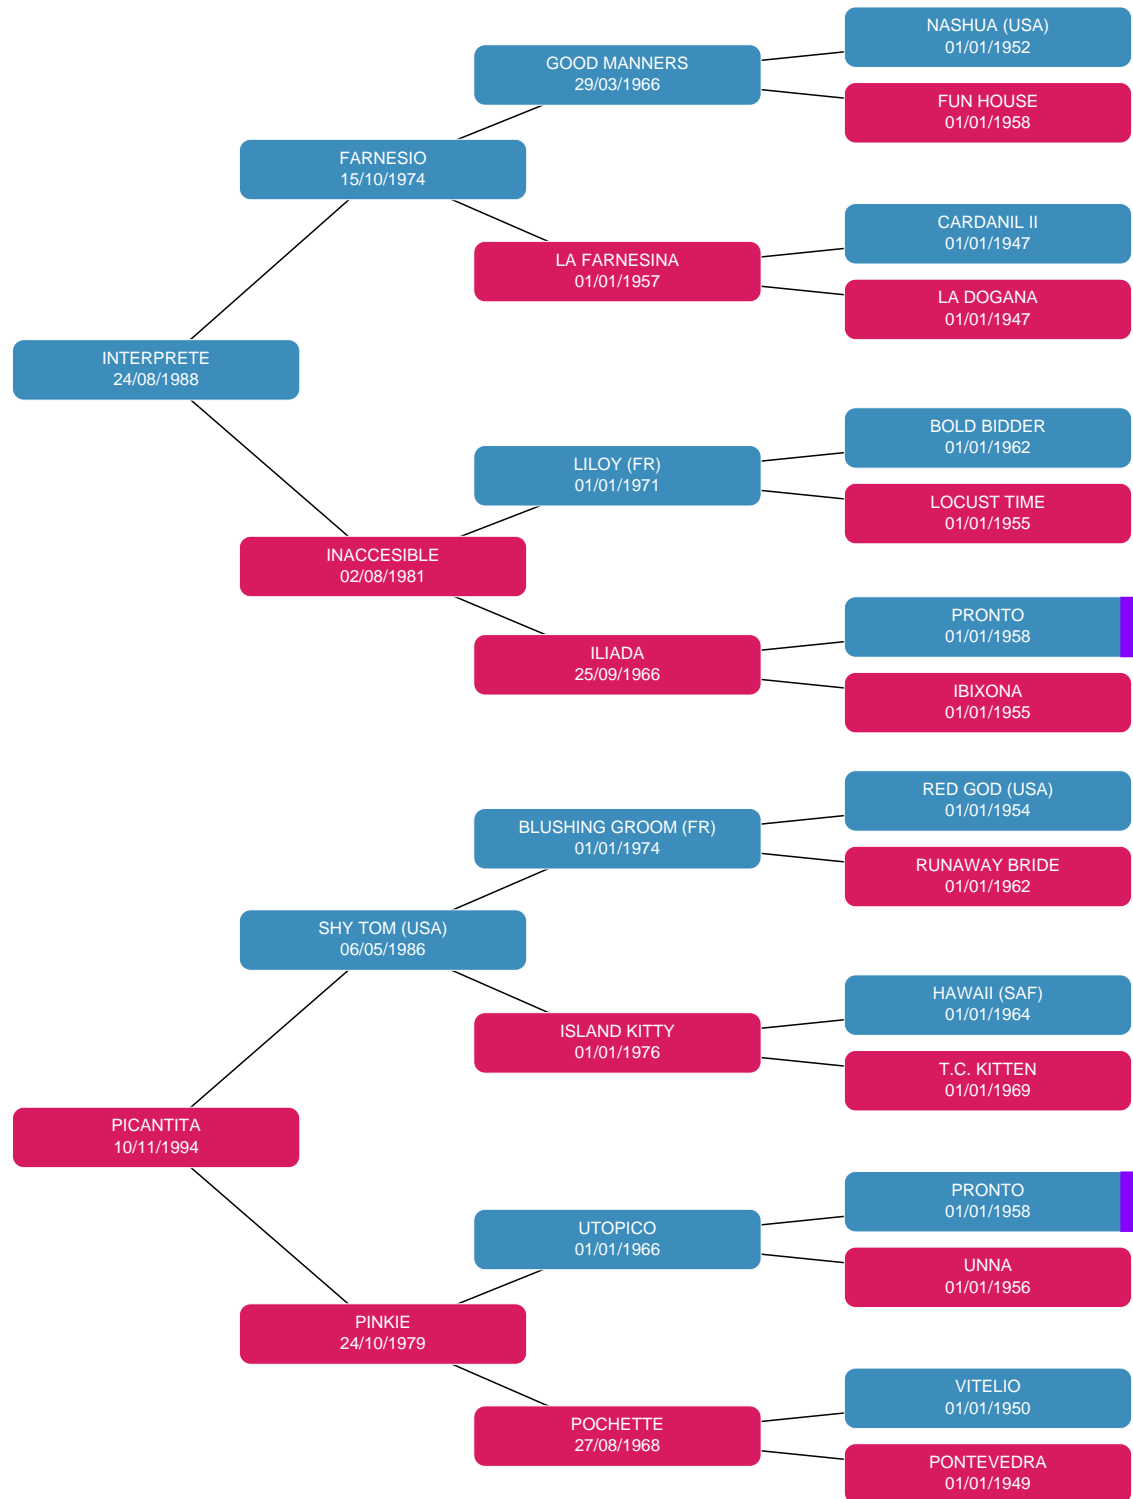 NASHUA (USA)
01/01/1952
GOOD MANNERS
29/03/1966
FUN HOUSE
01/01/1958
FARNESIO
15/10/1974
CARDANIL II
01/01/1947
LA FARNESINA
01/01/1957
LA DOGANA
01/01/1947
INTERPRETE
24/08/1988
BOLD BIDDER
01/01/1962
LILOY (FR)
01/01/1971
LOCUST TIME
01/01/1955
INACCESIBLE
02/08/1981
PRONTO
01/01/1958
ILIADA
25/09/1966
IBIXONA
01/01/1955
RED GOD (USA)
01/01/1954
BLUSHING GROOM (FR)
01/01/1974
RUNAWAY BRIDE
01/01/1962
SHY TOM (USA)
06/05/1986
HAWAII (SAF)
01/01/1964
ISLAND KITTY
01/01/1976
T.C. KITTEN
01/01/1969
PICANTITA
10/11/1994
PRONTO
01/01/1958
UTOPICO
01/01/1966
UNNA
01/01/1956
PINKIE
24/10/1979
VITELIO
01/01/1950
POCHETTE
27/08/1968
PONTEVEDRA
01/01/1949